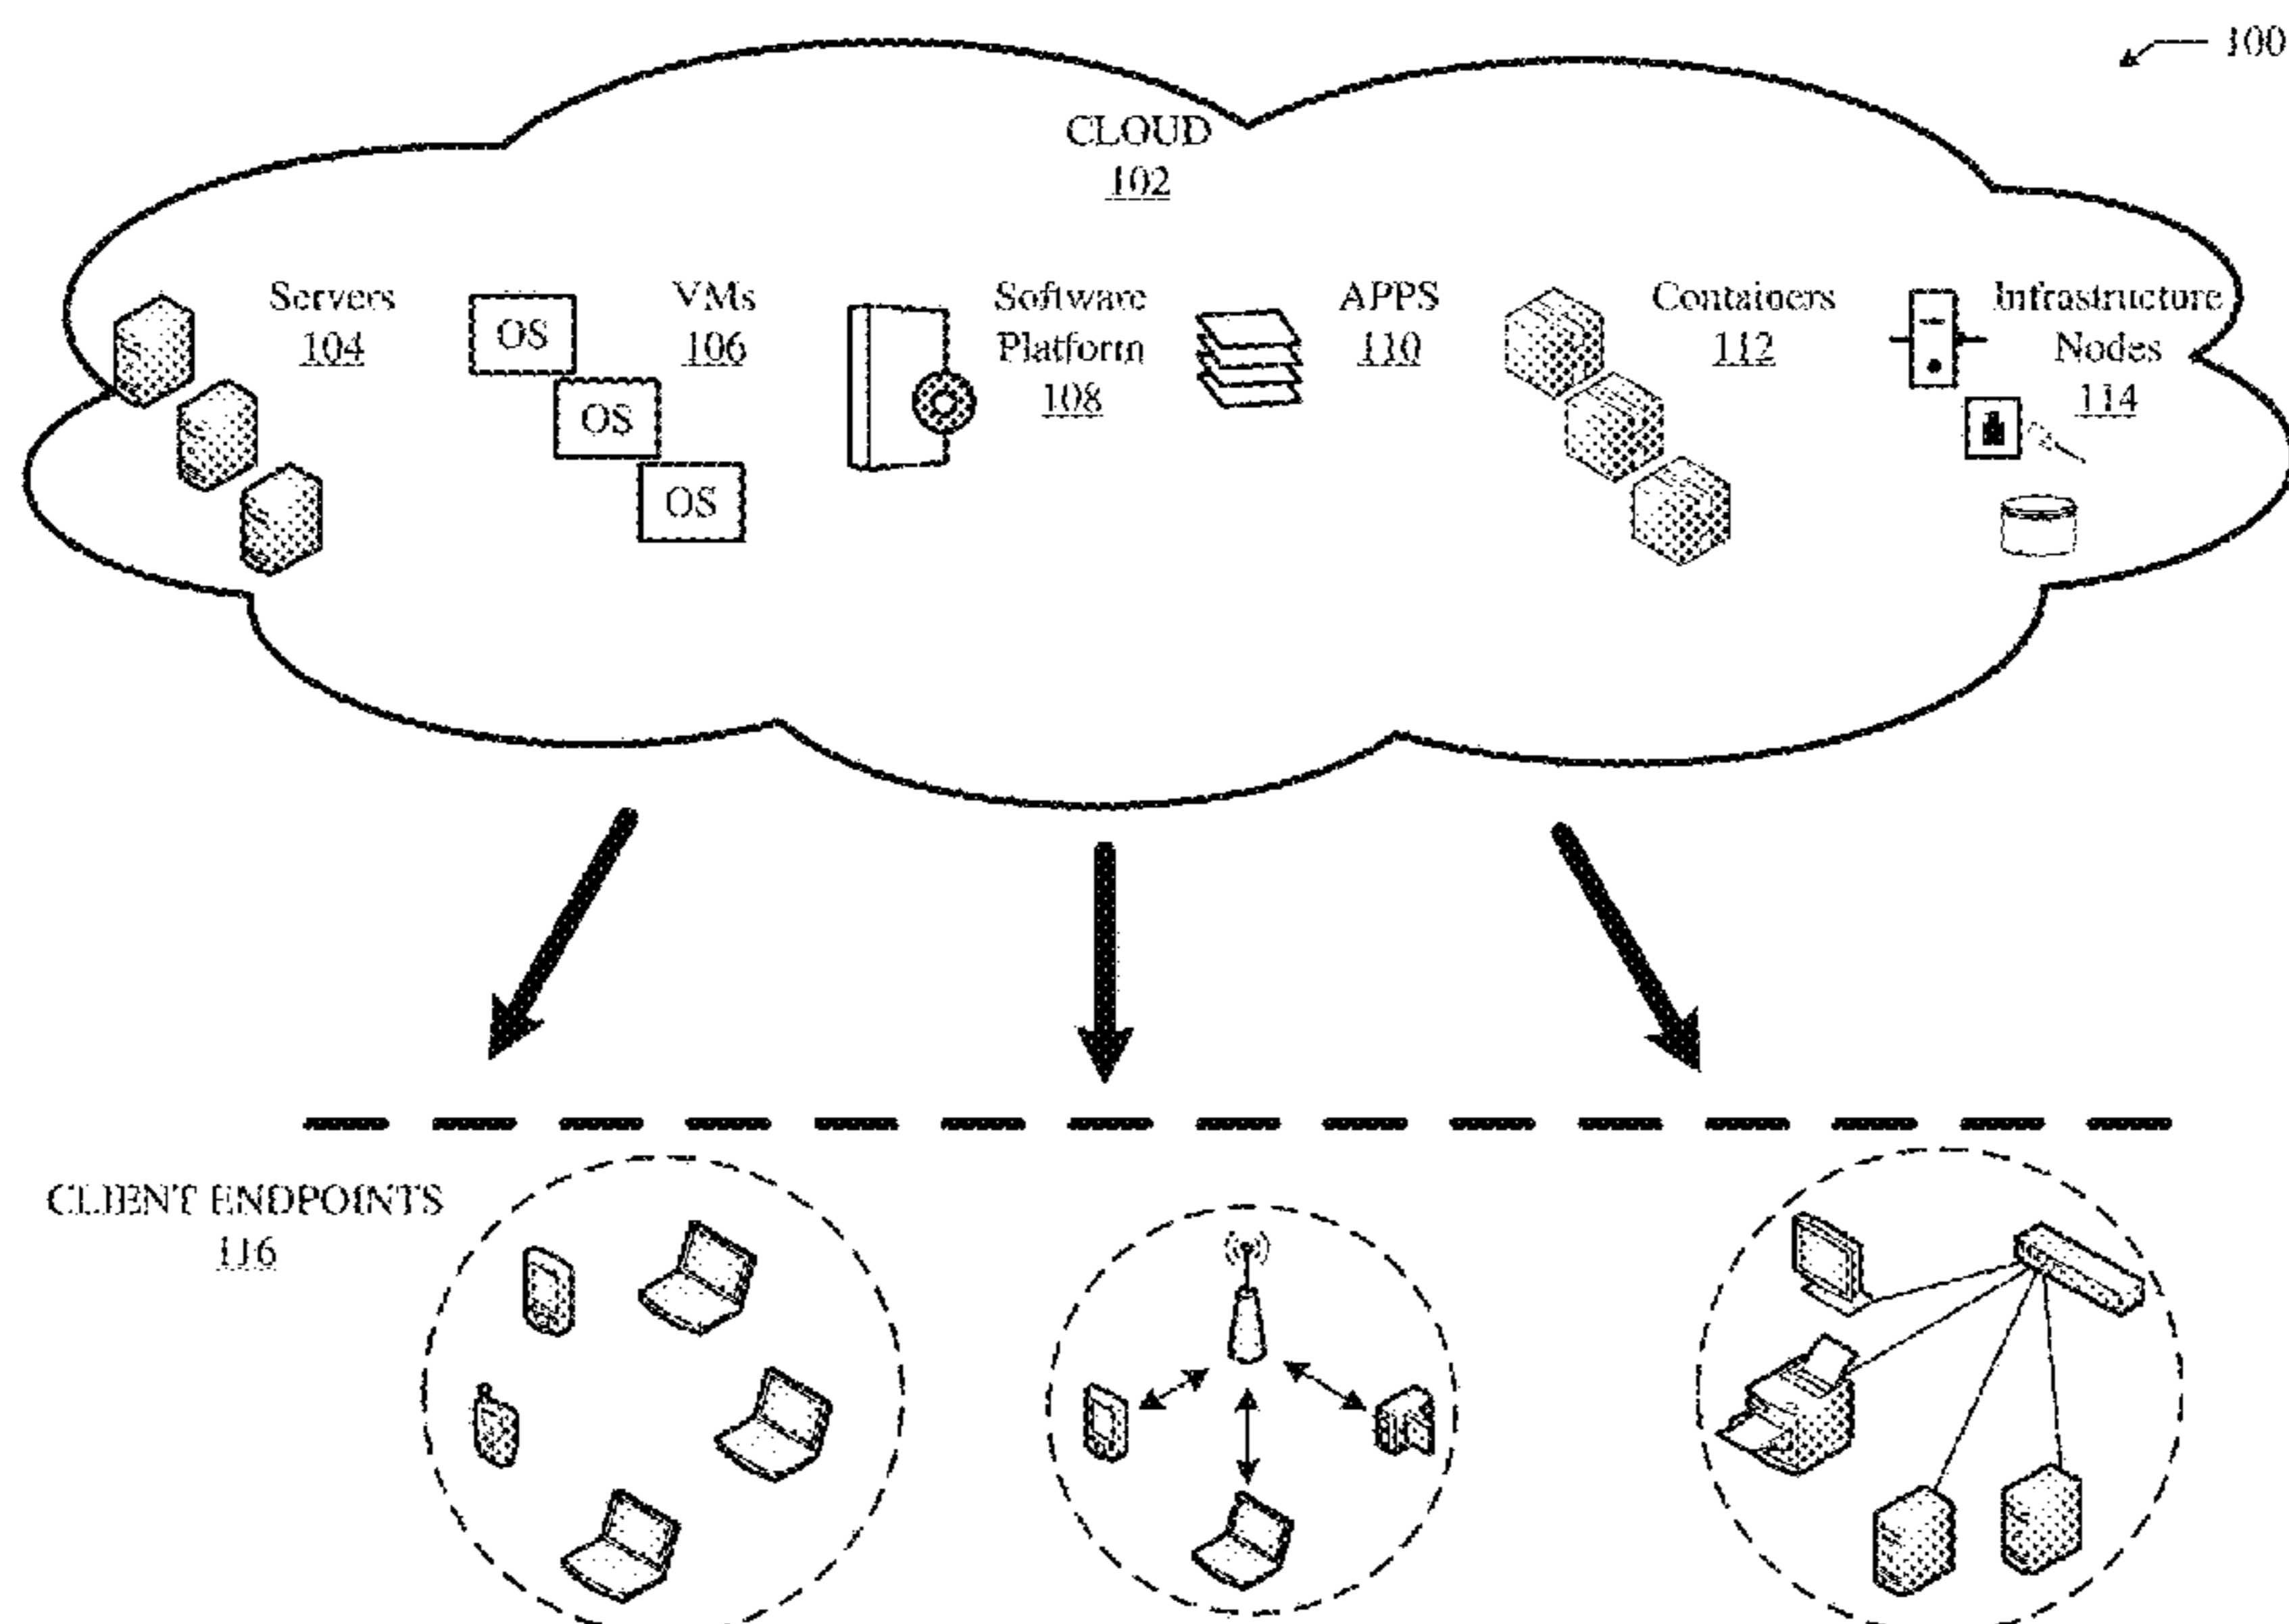 100
CLOUD
102
Servers
104
OS
OS
OS
VMs
106
Software
Platform
108
APPS
110
Containers
112
Infrastructure
Nodes
114
CLIENT ENDPOINTS
116